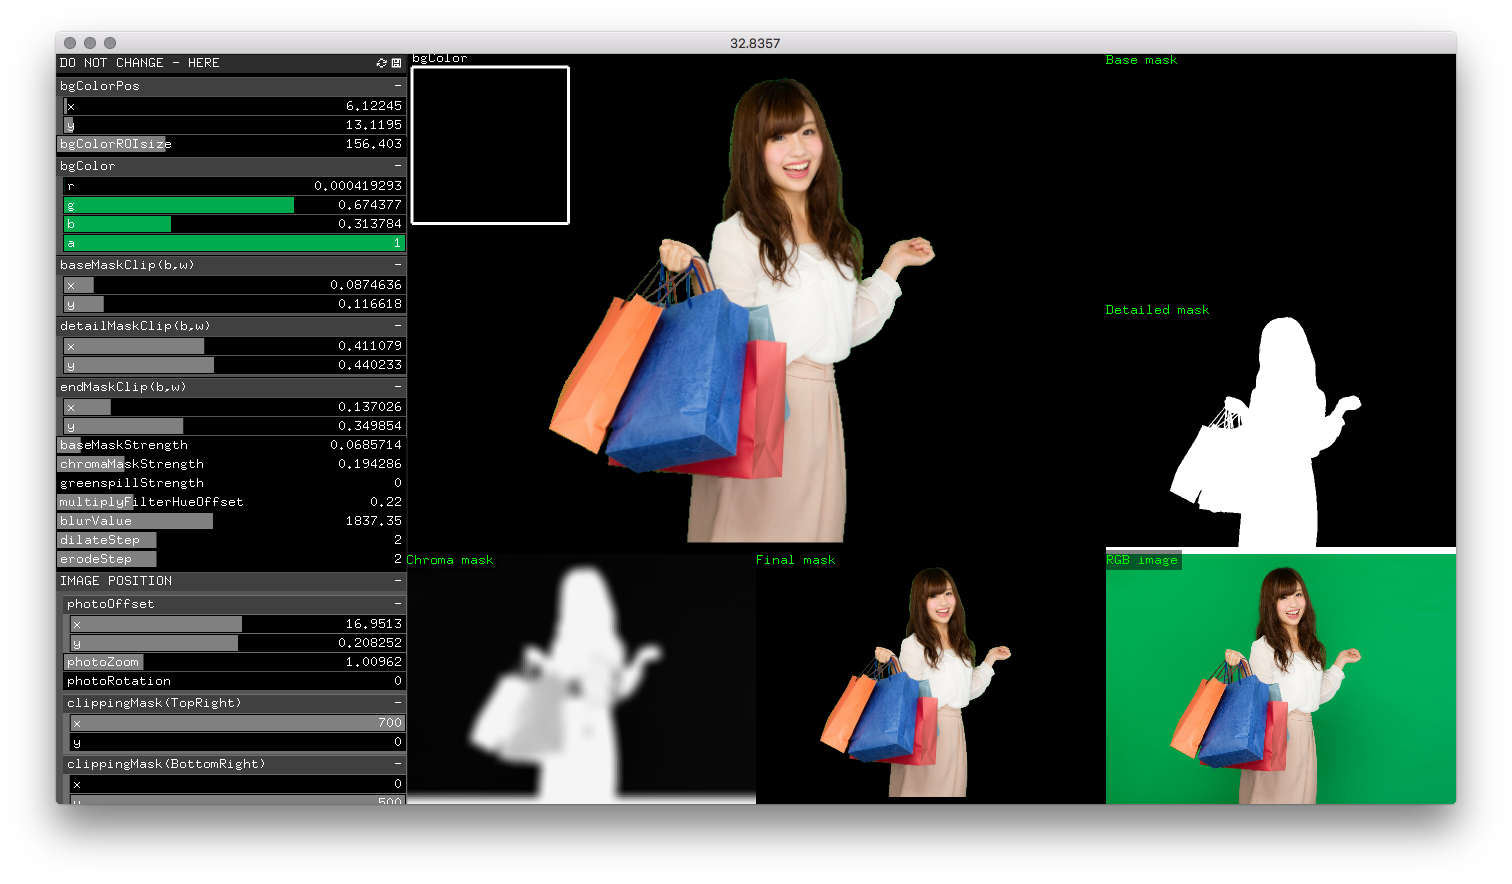 32.8357
DO NOT CHANGE - HERE
bgColorPos -
x 6.12245
y 13.1195
bgColorROIsize 156.403
bgColor -
r 0.000419293
g 0.674377
b 0.313784
a 1
baseMaskClip(b,w) -
x 0.0874636
y 0.116618
detailMaskClip(b,w) -
x 0.411079
y 0.440233
endMaskClip(b,w) -
x 0.137026
y 0.349854
baseMaskStrength 0.0685714
chromaMaskStrength 0.194286
greenspillStrength 0
multiplyFilterHueOffset 0.22
blurValue 1837.35
dilateStep 2
erodeStep 2
IMAGE POSITION -
photoOffset -
x 16.9513
y 0.208252
photoZoom 1.00962
photoRotation 0
clippingMask(TopRight) -
x 700
y 0
clippingMask(BottomRight) -
x 0
y 500
bgColor
Base mask
Detailed mask
Chroma mask
Final mask
RGB image